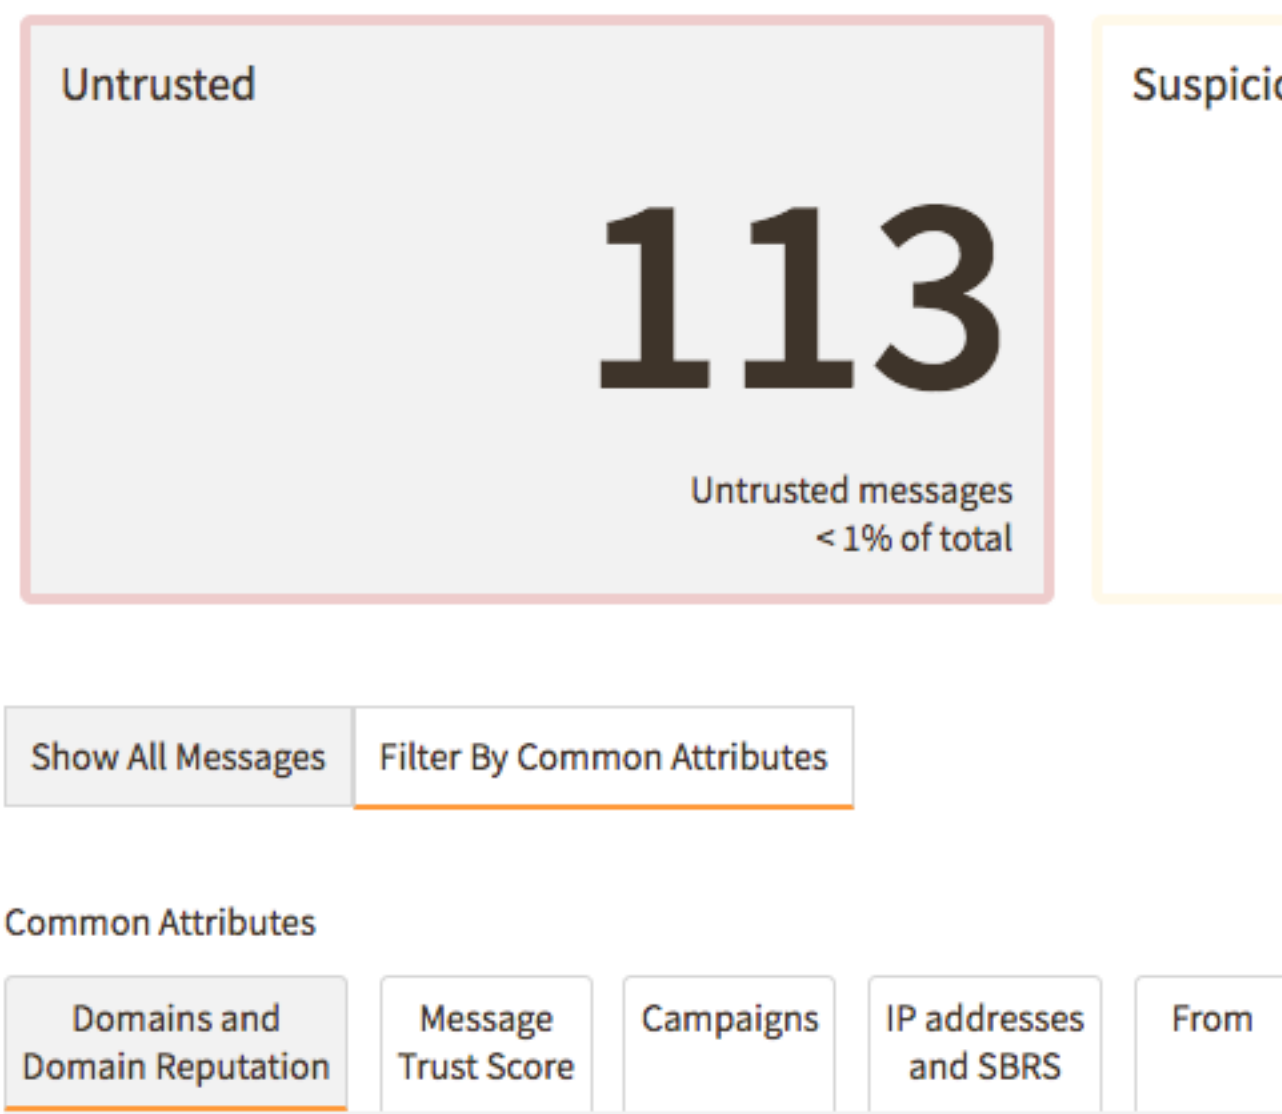 Untrusted
113
Untrusted messages
< 1% of total
Show All Messages
Filter By Common Attributes
Common Attributes
Domains and
Domain Reputation
Message
Trust Score
Campaigns
IP addresses
and SBRS
From